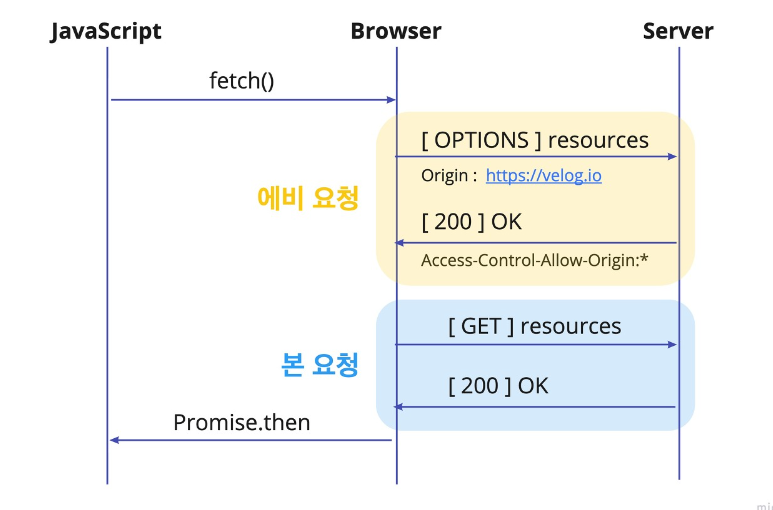 JavaScript Browser Server
fetch()
[ OPTIONS ] resources
Origin : https://velog.io
에비 요청
[ 200 ] OK
Access-Control-Allow-Origin:*
[ GET ] resources
본 요청
[ 200 ] OK
Promise.then